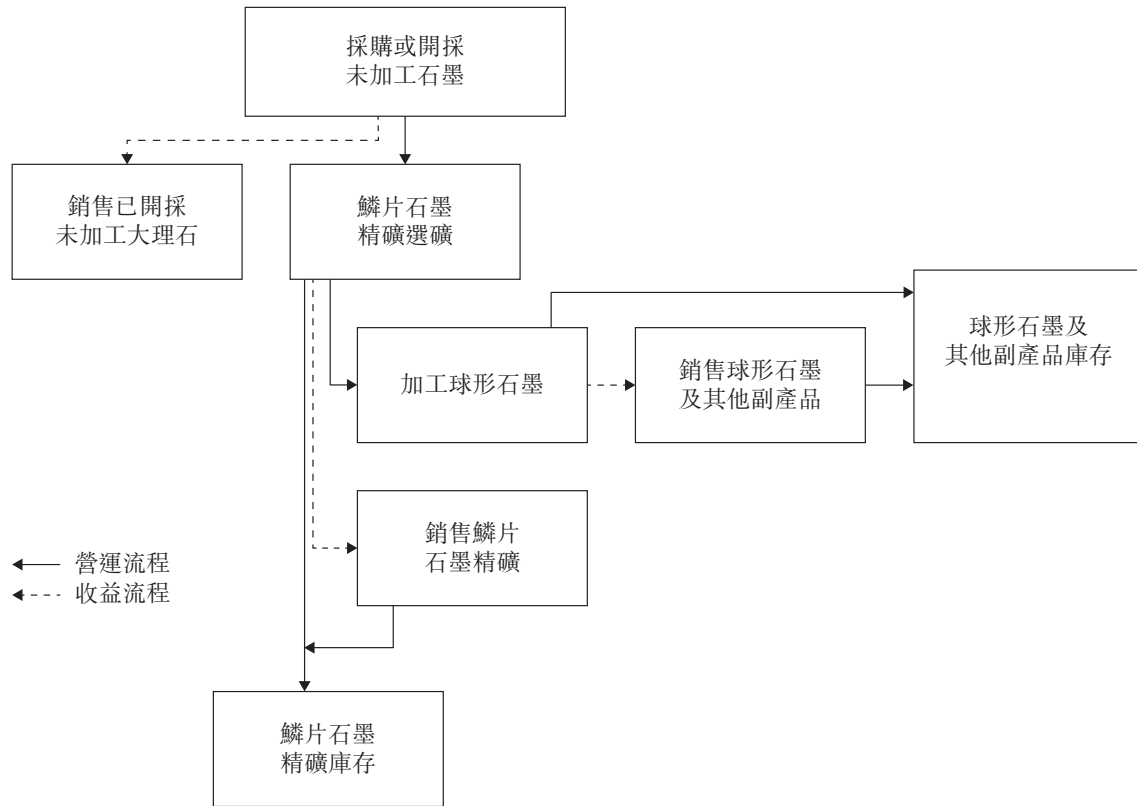 採購或開採
未加工石墨
銷售已開採
未加工大理石
鱗片石墨
精礦選礦
加工球形石墨
銷售球形石墨
及其他副產品
球形石墨及
其他副產品庫存
銷售鱗片
石墨精礦
營運流程
收益流程
鱗片石墨
精礦庫存